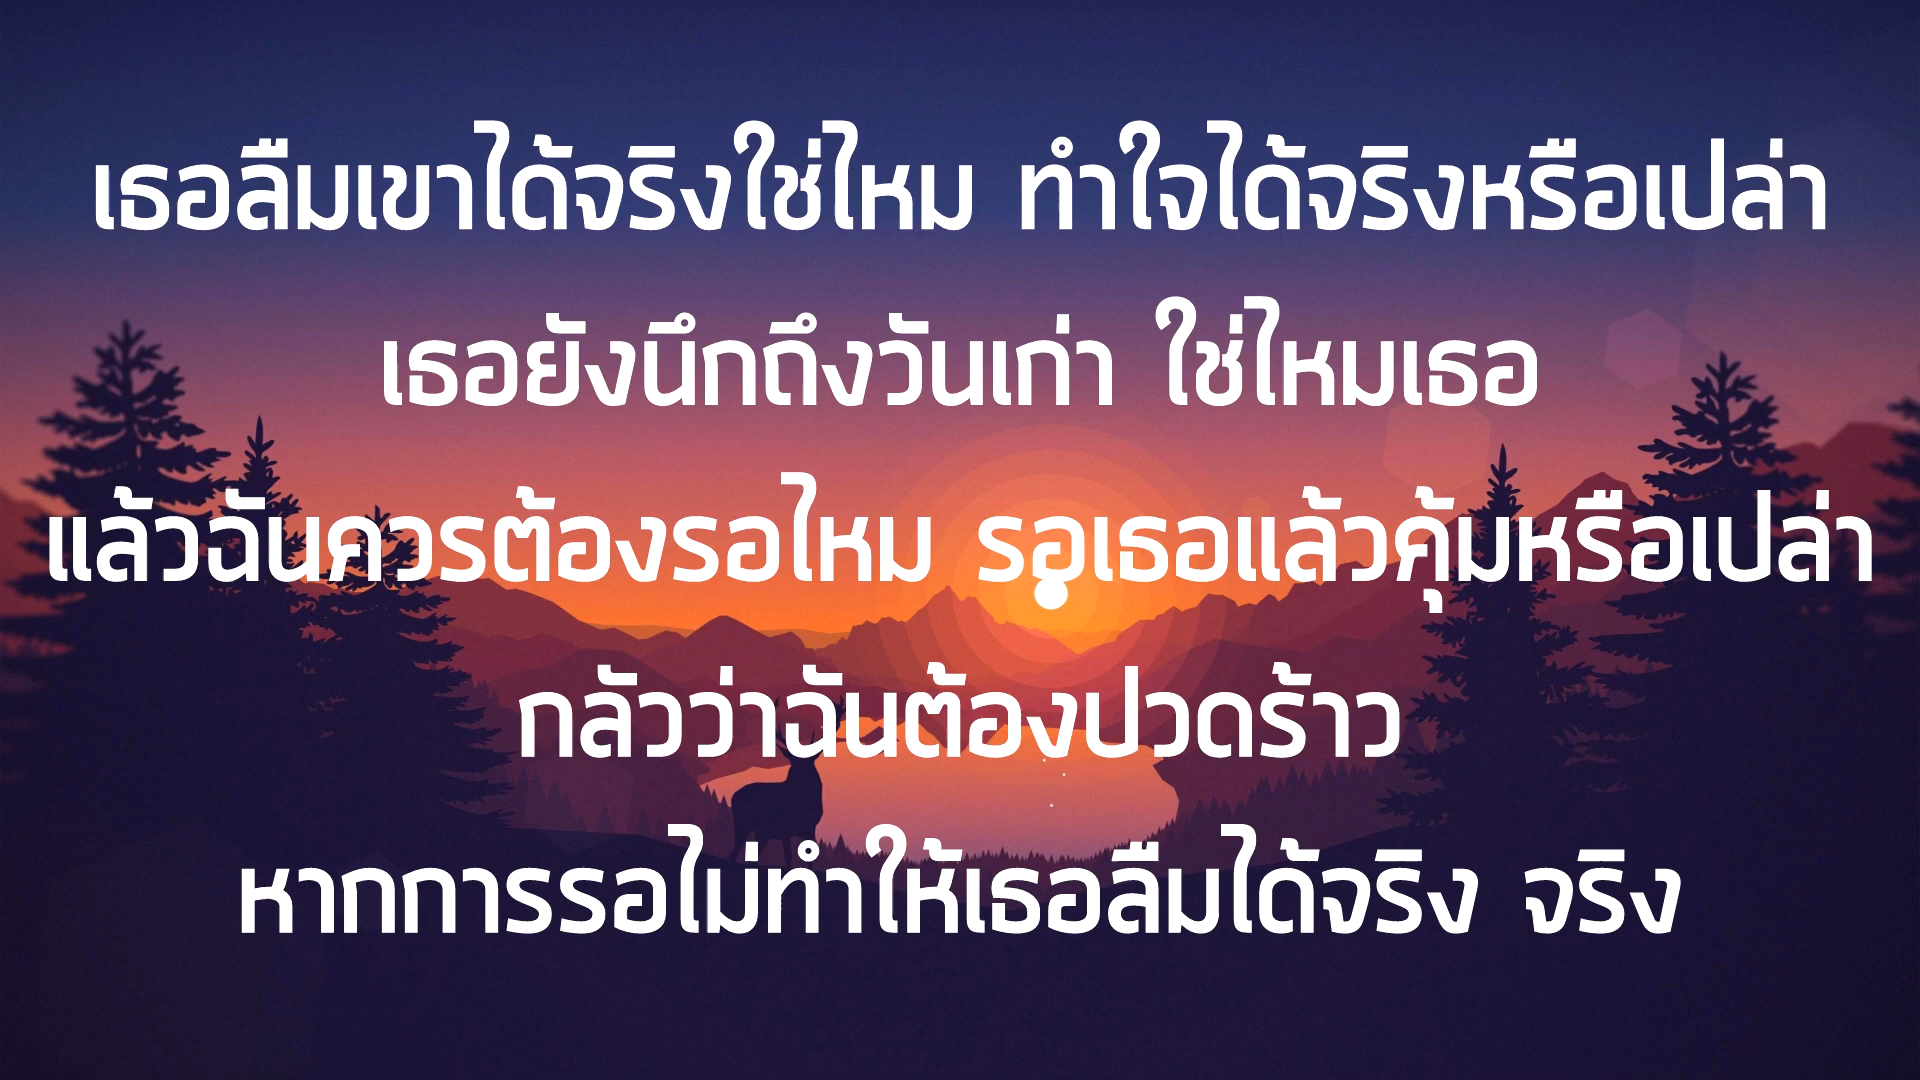 เธอลืมเขาได้จริงใช่ไหม ทำใจได้จริงหรือเปล่า
เธอยังนึกถึงวันเก่า ใช่ไหมเธอ
แล้วฉันควรต้องรอไหม รอเธอแล้วคุ้มหรือเปล่า
กลัวว่าฉันต้องปวดร้าว
หากการรอไม่ทำให้เธอลืมได้จริง จริง